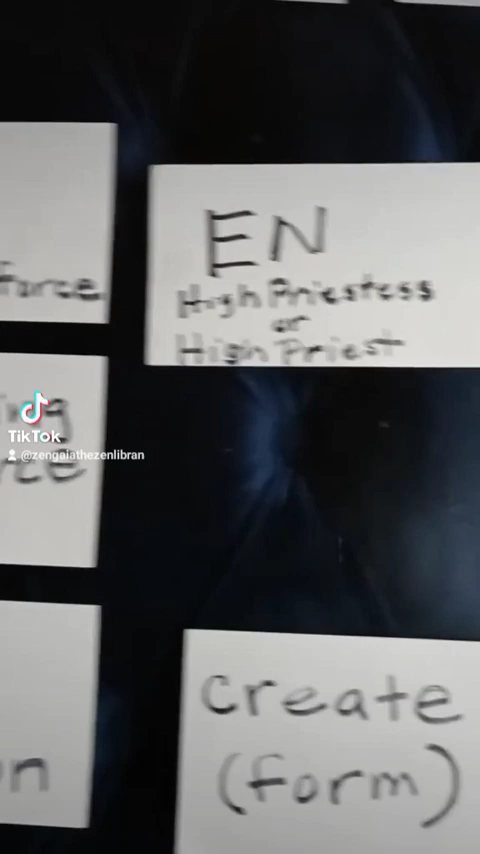 force
EN
High Priestess
or
High Priest
TikTok
@zengaiathezenlibran
create
(form)